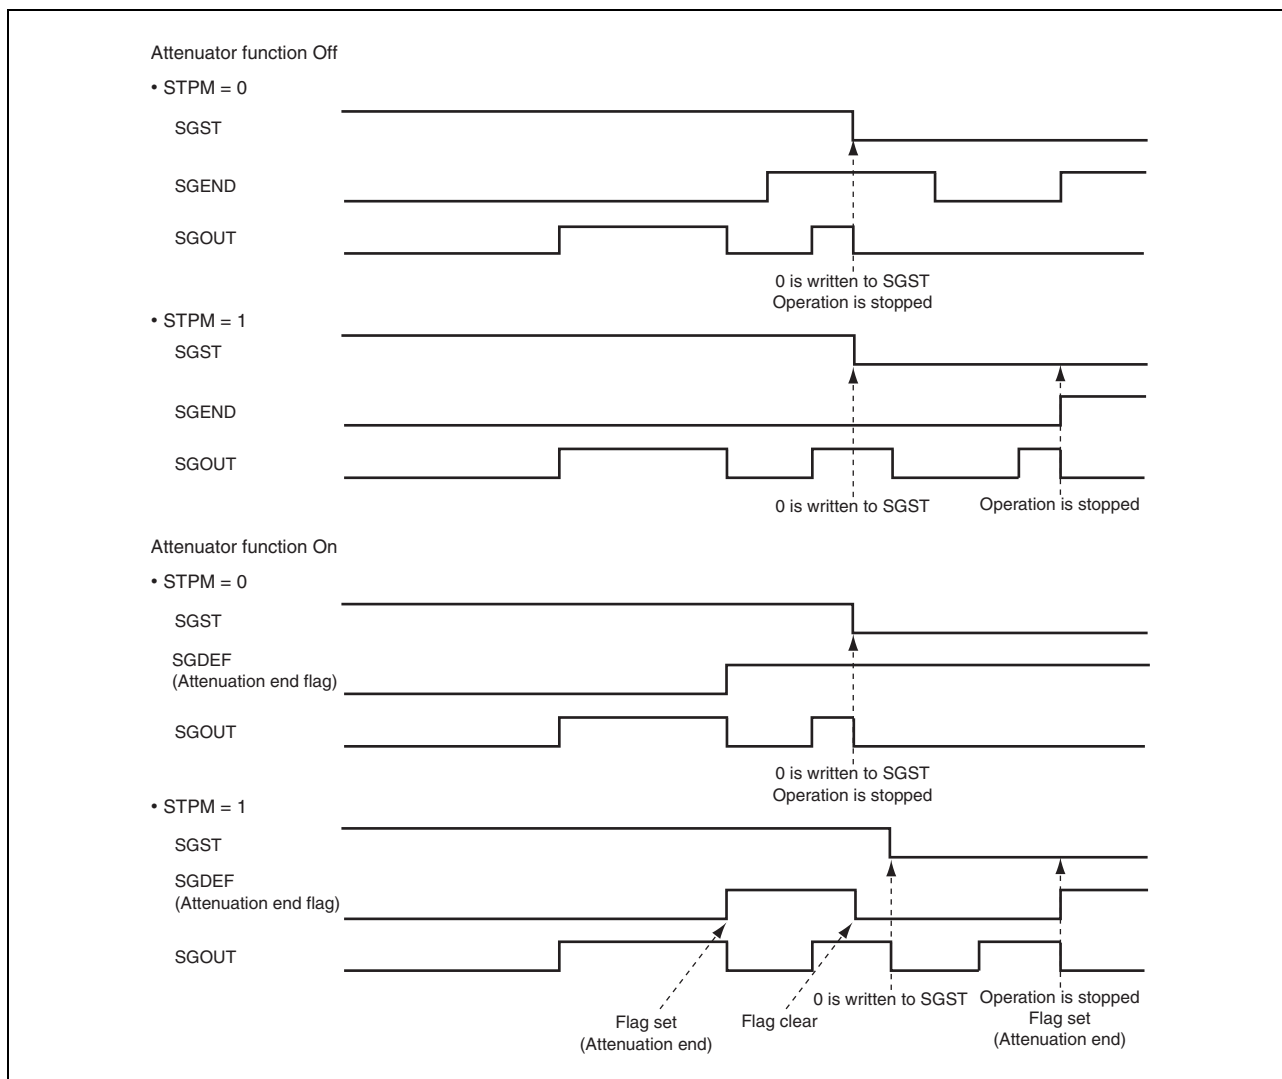 Attenuator function Off
• STPM = 0
SGST
SGEND
SGOUT
0 is written to SGST
Operation is stopped
• STPM = 1
SGST
SGEND
SGOUT
0 is written to SGST
Operation is stopped
Attenuator function On
• STPM = 0
SGST
SGDEF
(Attenuation end flag)
SGOUT
0 is written to SGST
Operation is stopped
• STPM = 1
SGST
SGDEF
(Attenuation end flag)
SGOUT
Flag set
(Attenuation end)
Flag clear
0 is written to SGST
Operation is stopped
Flag set
(Attenuation end)